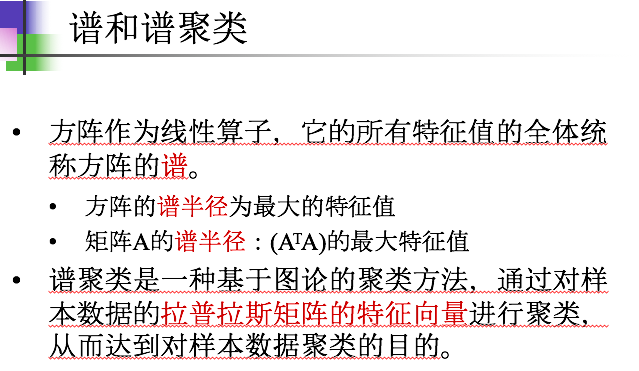 谱和谱聚类
• 方阵作为线性算子，它的所有特征值的全体统
称方阵的谱。
• 方阵的谱半径为最大的特征值
• 矩阵A的谱半径：(AᵀA)的最大特征值
• 谱聚类是一种基于图论的聚类方法，通过对样
本数据的拉普拉斯矩阵的特征向量进行聚类，
从而达到对样本数据聚类的目的。